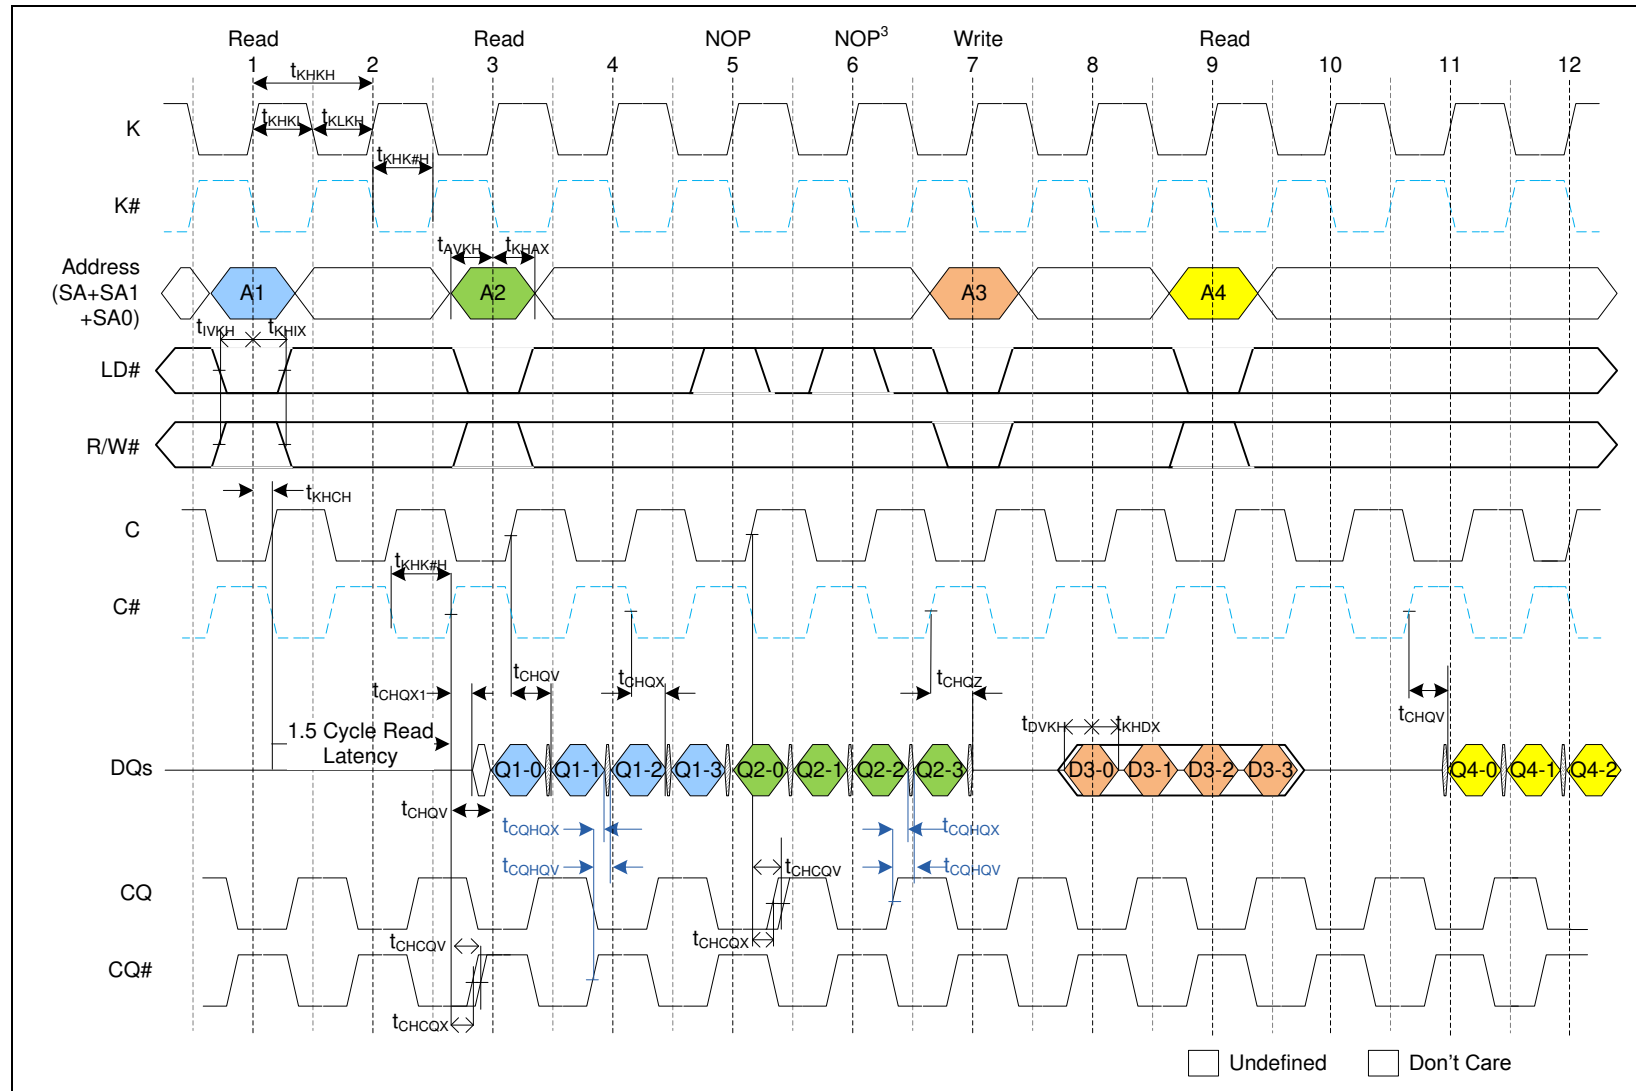 Read Read NOP NOP3 Write Read
1 2 3 4 5 6 7 8 9 10 11 12
tKHKH
K
tKHKL tKLKH
tKHK#H
K#
tAVKH tKHAX
Address
(SA+SA1
+SA0)
A1 A2 A3 A4
tIVKH tKHIX
LD#
R/W#
tKHCH
C
tKHK#H
C#
tCHQX1 tCHQV tCHQX tCHQZ tCHQV
tDVKH tKHDX
1.5 Cycle Read
Latency
DQs
Q1-0 Q1-1 Q1-2 Q1-3 Q2-0 Q2-1 Q2-2 Q2-3 D3-0 D3-1 D3-2 D3-3 Q4-0 Q4-1 Q4-2
tCHQV
tCQHQX tCQHQX
tCQHQV tCHCQV tCQHQV
CQ
tCHCQV tCHCQX
CQ#
tCHCQX
Undefined Don't Care